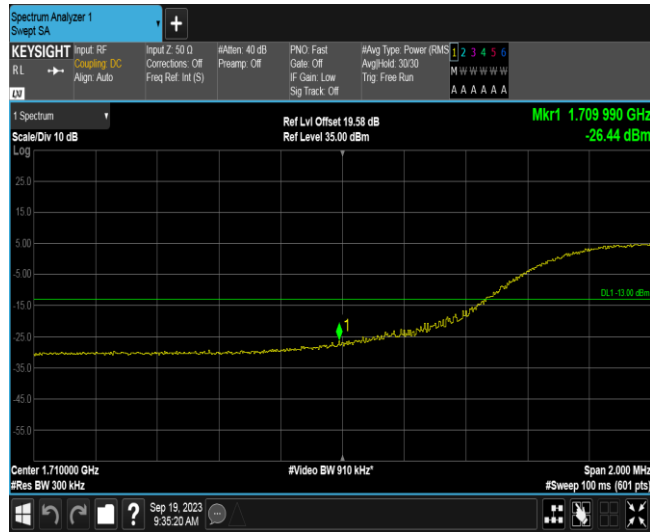 Spectrum Analyzer 1
Swept SA
KEYSIGHT
RL
LXI
Input: RF
Coupling: DC
Align: Auto
Input Z: 50 Ω
Corrections: Off
Freq Ref: Int (S)
#Atten: 40 dB
Preamp: Off
PNO: Fast
Gate: Off
IF Gain: Low
Sig Track: Off
#Avg Type: Power (RMS
Avg|Hold: 30/30
Trig: Free Run
1 2 3 4 5 6
M W W W W W
A A A A A A
1 Spectrum
Scale/Div 10 dB
Log
Ref Lvl Offset 19.58 dB
Ref Level 35.00 dBm
Mkr1 1.709 990 GHz
-26.44 dBm
25.0
15.0
5.00
-5.00
DL1 -13.00 dBm
-15.0
1
-25.0
-35.0
-45.0
-55.0
Center 1.710000 GHz
#Video BW 910 kHz*
Span 2.000 MHz
#Res BW 300 kHz
#Sweep 100 ms (601 pts)
?
Sep 19, 2023
9:35:20 AM